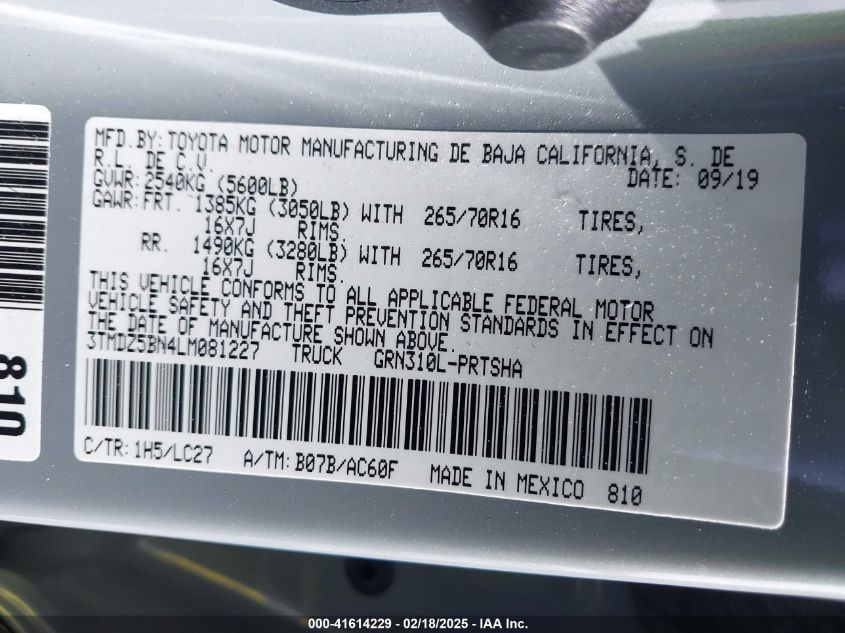 MFD. BY: TOYOTA MOTOR MANUFACTURING DE BAJA CALIFORNIA, S. DE
R.L. DE C.V. DATE: 09/19
GVWR: 2540KG (5600LB)
GAWR: FRT. 1385KG (3050LB) WITH 265/70R16 TIRES,
16X7J RIMS.
RR. 1490KG (3280LB) WITH 265/70R16 TIRES,
16X7J RIMS.
THIS VEHICLE CONFORMS TO ALL APPLICABLE FEDERAL MOTOR
VEHICLE SAFETY AND THEFT PREVENTION STANDARDS IN EFFECT ON
THE DATE OF MANUFACTURE SHOWN ABOVE.
3TMDZ5BN4LM081227 TRUCK GRN310L-PRTSHA
C/TR: 1H5/LC27 A/TM: B07B/AC60F MADE IN MEXICO 810
810
000-41614229 - 02/18/2025 - IAAI.COM